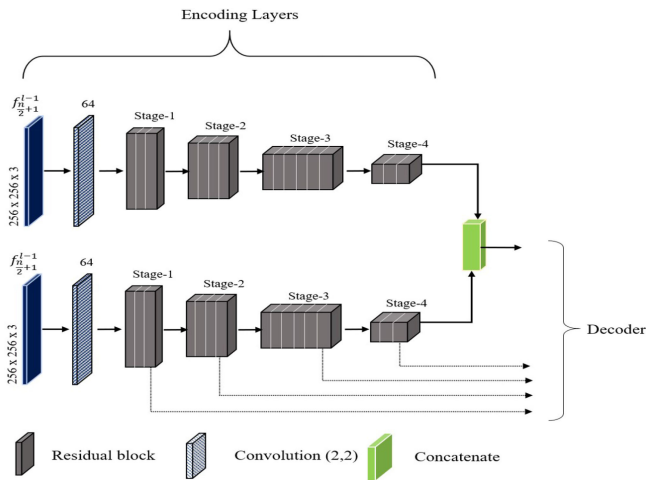 Encoding Layers
f^{l-1}_{\frac{n}{2}+1}
64
Stage-1
Stage-2
Stage-3
Stage-4
256 x 256 x 3
f^{l-1}_{\frac{n}{2}+1}
64
Stage-1
Stage-2
Stage-3
Stage-4
256 x 256 x 3
Decoder
Residual block
Convolution (2,2)
Concatenate